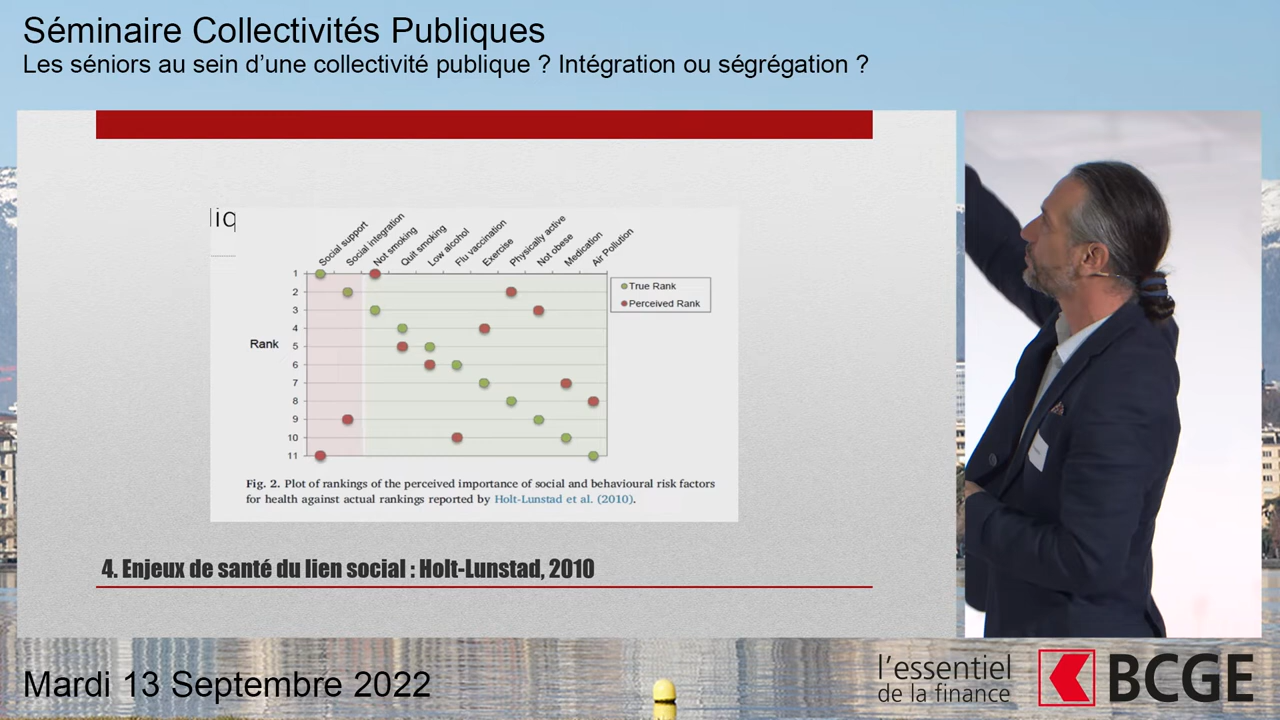 Séminaire Collectivités Publiques
Les séniors au sein d’une collectivité publique ? Intégration ou ségrégation ?
liq
Social support
Social integration
Not smoking
Quit smoking
Low alcohol
Flu vaccination
Exercise
Physically active
Not obese
Medication
Air Pollution
1
2
3
4
5
6
7
8
9
10
11
Rank
True Rank
Perceived Rank
Fig. 2. Plot of rankings of the perceived importance of social and behavioural risk factors
for health against actual rankings reported by Holt-Lunstad et al. (2010).
4. Enjeux de santé du lien social : Holt-Lunstad, 2010
Mardi 13 Septembre 2022
l’essentiel
de la finance
BCGE